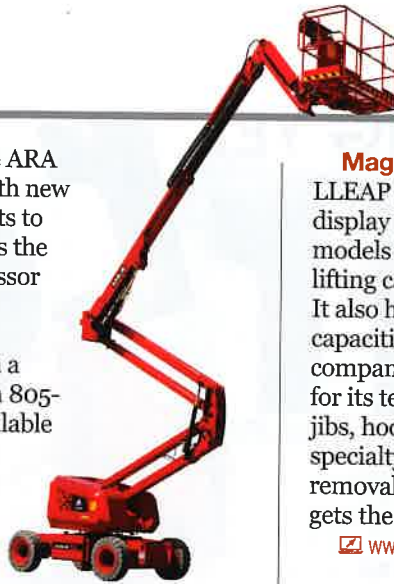 ARA
th new
ts to
s the
ssor
a
805-
lable
Mag
LLEAP
display
models
lifting c
It also h
capaciti
compan
for its te
jibs, hoo
specialty
removal
gets the
ww